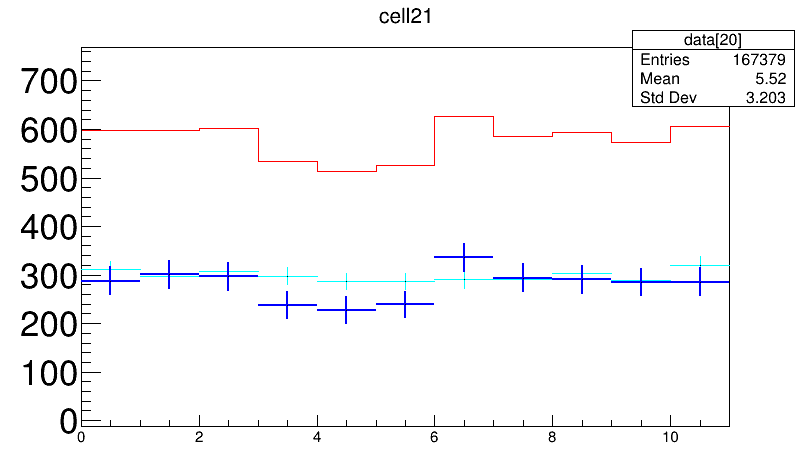 cell21
data[20]
Entries 167379
Mean 5.52
Std Dev 3.203
700
600
500
400
300
200
100
0
0 2 4 6 8 10